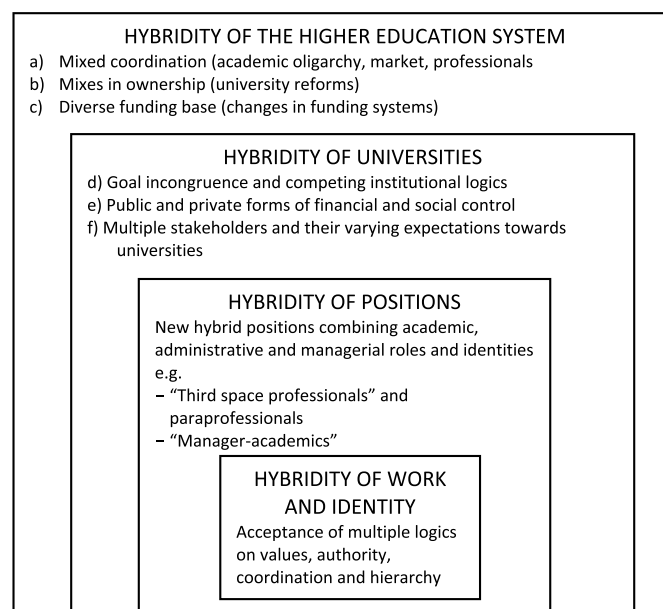 HYBRIDITY OF THE HIGHER EDUCATION SYSTEM
a) Mixed coordination (academic oligarchy, market, professionals
b) Mixes in ownership (university reforms)
c) Diverse funding base (changes in funding systems)
HYBRIDITY OF UNIVERSITIES
d) Goal incongruence and competing institutional logics
e) Public and private forms of financial and social control
f) Multiple stakeholders and their varying expectations towards
universities
HYBRIDITY OF POSITIONS
New hybrid positions combining academic,
administrative and managerial roles and identities
e.g.
– “Third space professionals” and
paraprofessionals
– “Manager-academics”
HYBRIDITY OF WORK
AND IDENTITY
Acceptance of multiple logics
on values, authority,
coordination and hierarchy